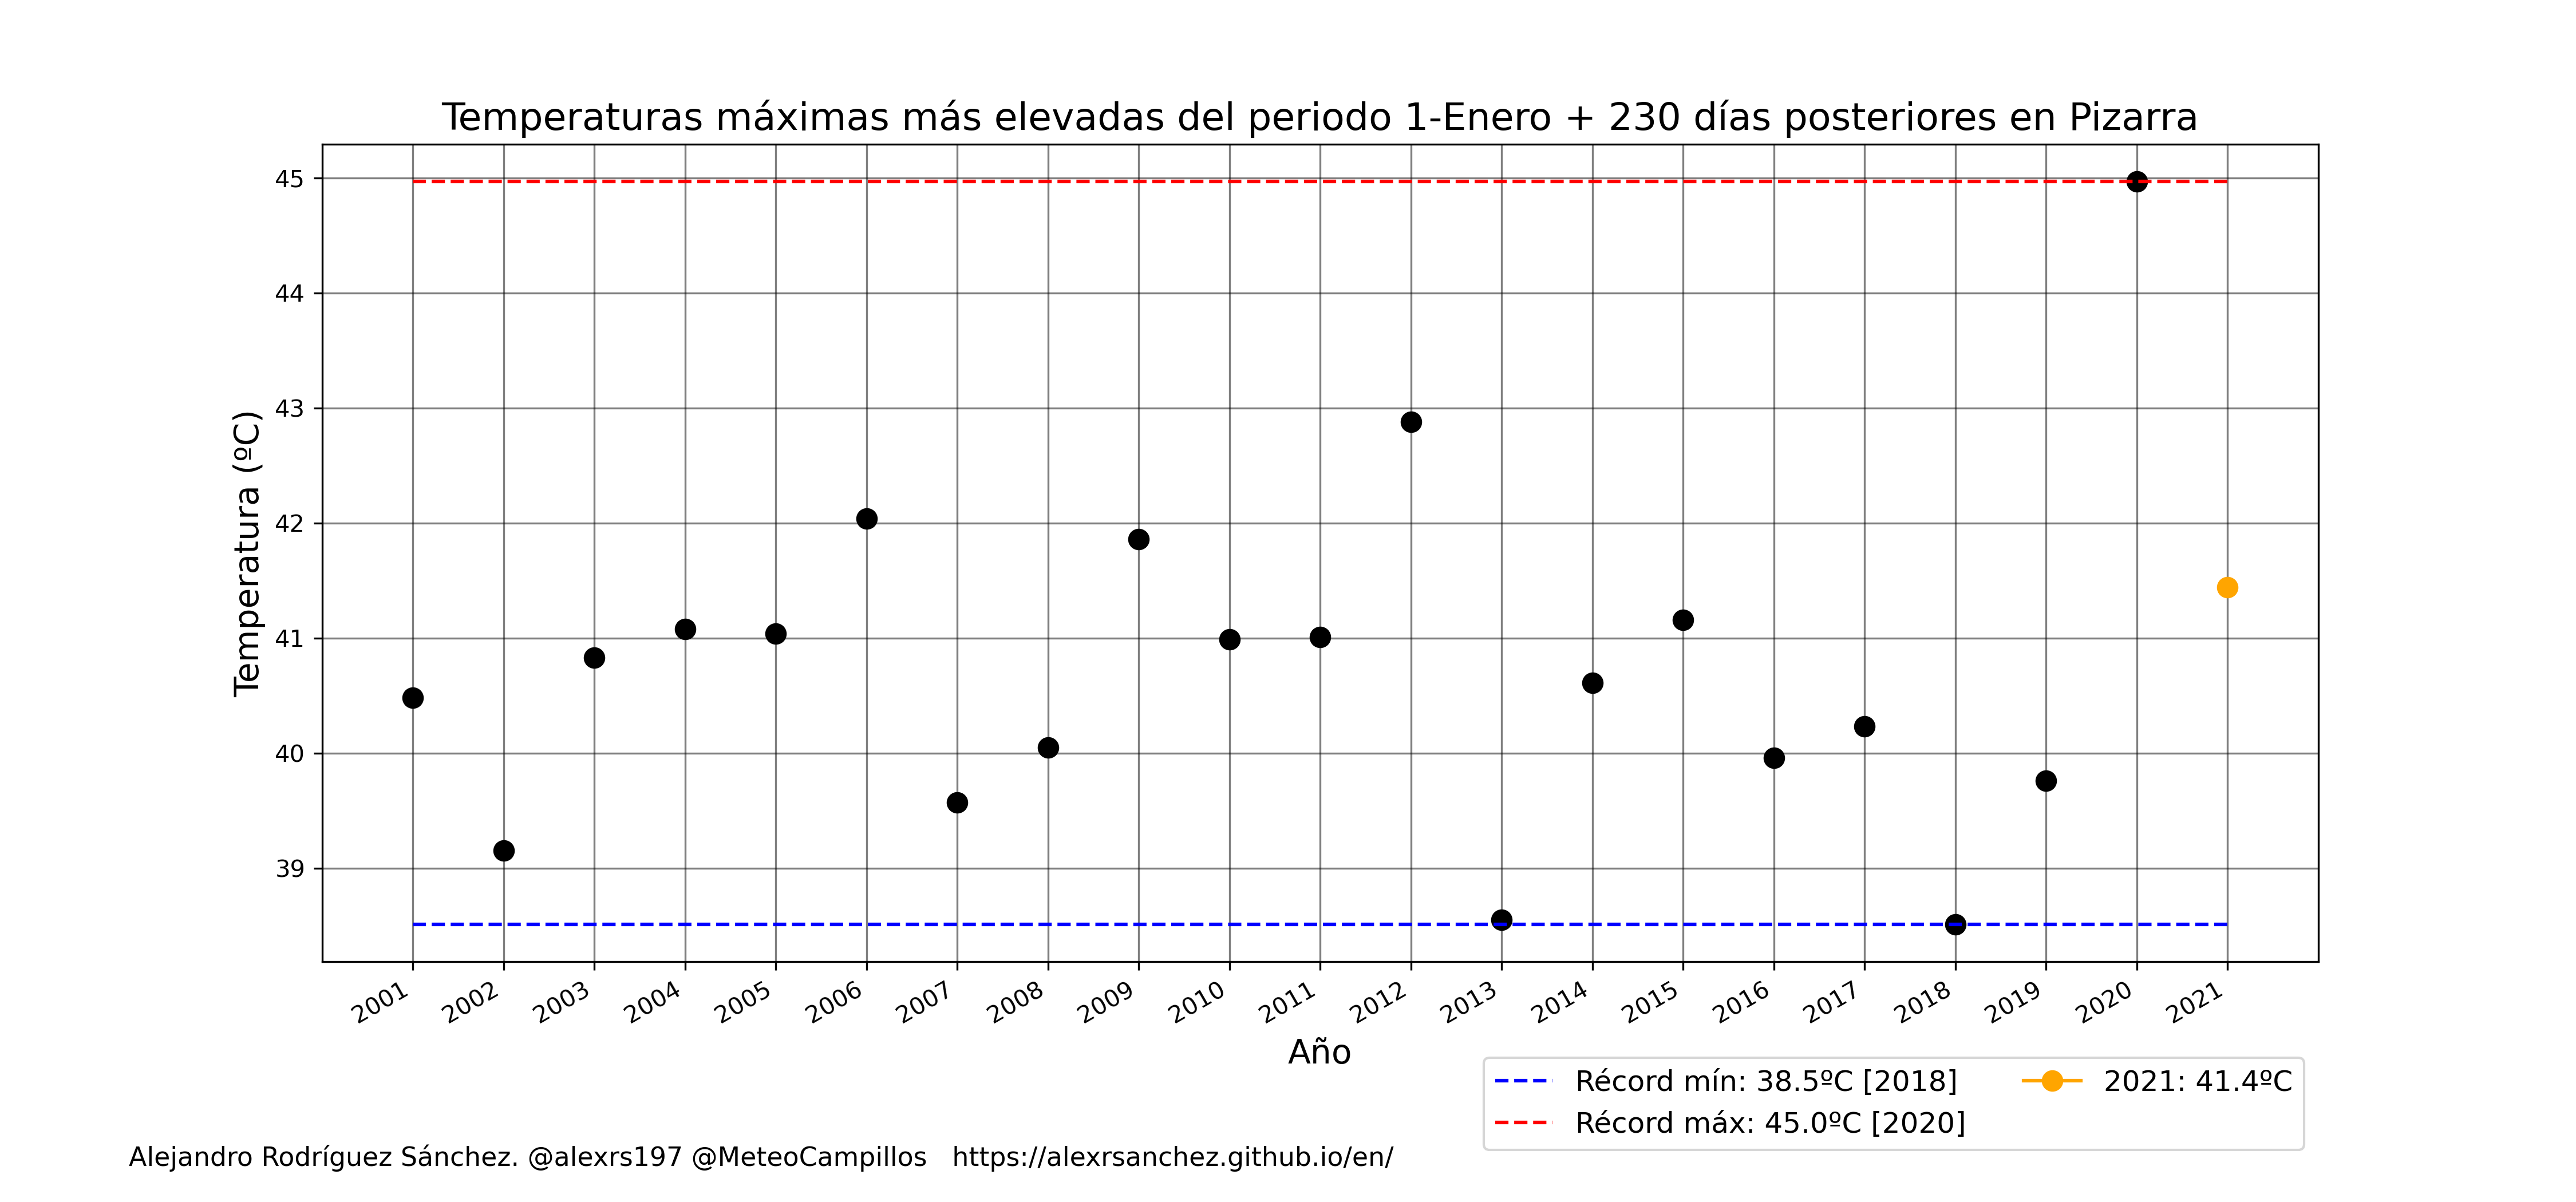 Temperaturas máximas más elevadas del periodo 1-Enero + 230 días posteriores en Pizarra
Temperatura (ºC)
45
44
43
42
41
40
39
2001 2002 2003 2004 2005 2006 2007 2008 2009 2010 2011 2012 2013 2014 2015 2016 2017 2018 2019 2020 2021
Año
Récord mín: 38.5ºC [2018]
Récord máx: 45.0ºC [2020]
2021: 41.4ºC
Alejandro Rodríguez Sánchez. @alexrs197 @MeteoCampillos https://alexrsanchez.github.io/en/